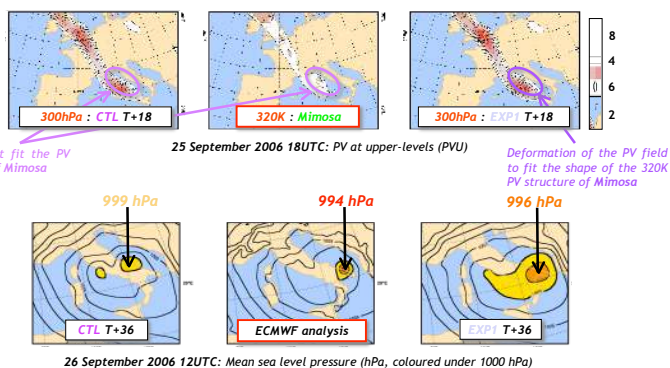 8
4
6
2
300hPa : CTL T+18
320K : Mimosa
300hPa : EXP1 T+18
25 September 2006 18UTC: PV at upper-levels (PVU)
t fit the PV
Mimosa
Deformation of the PV field
to fit the shape of the 320K
PV structure of Mimosa
999 hPa
994 hPa
996 hPa
CTL T+36
ECMWF analysis
EXP1 T+36
26 September 2006 12UTC: Mean sea level pressure (hPa, coloured under 1000 hPa)